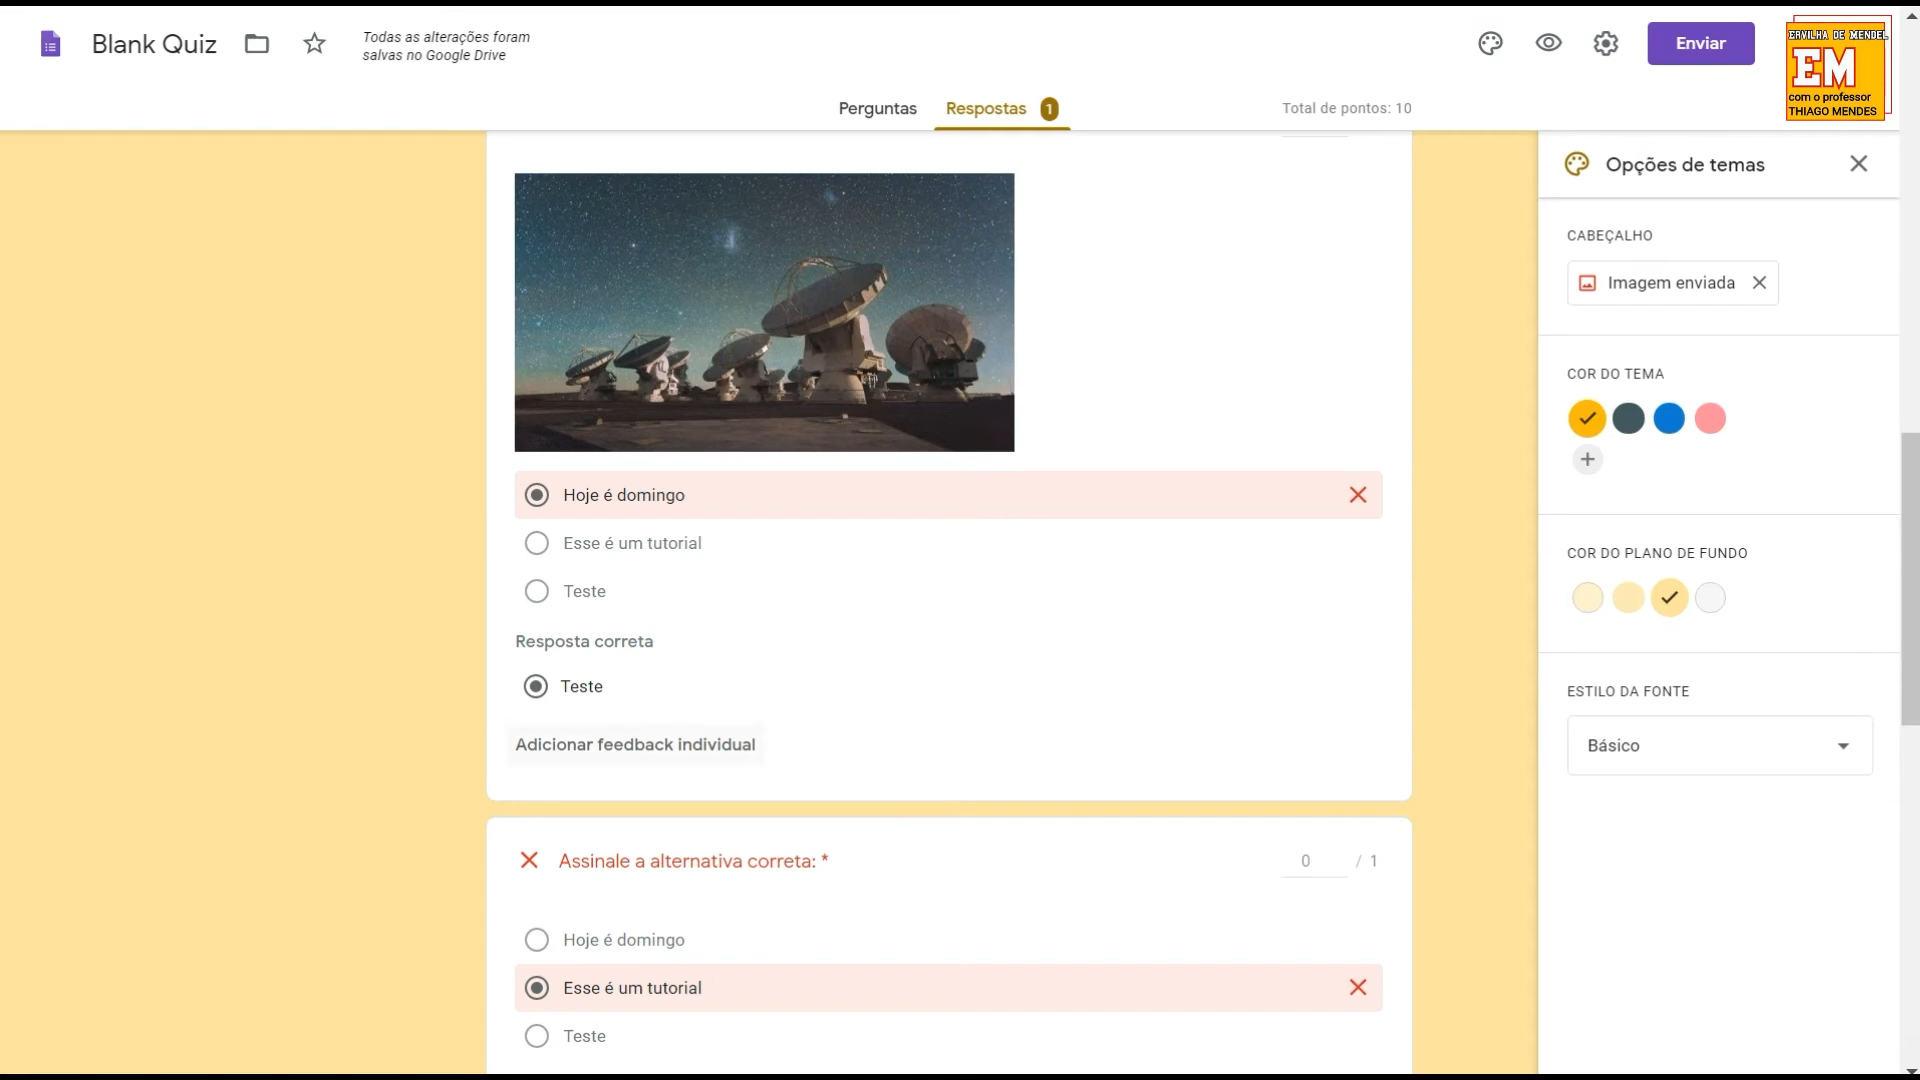 Blank Quiz
Todas as alterações foram
salvas no Google Drive
Enviar
ERVILHA DE MENDEL
EM
com o professor
THIAGO MENDES
Perguntas
Respostas 1
Total de pontos: 10
Hoje é domingo
Esse é um tutorial
Teste
Resposta correta
Teste
Adicionar feedback individual
Assinale a alternativa correta: *
0 / 1
Hoje é domingo
Esse é um tutorial
Teste
Opções de temas
CABEÇALHO
Imagem enviada
COR DO TEMA
COR DO PLANO DE FUNDO
ESTILO DA FONTE
Básico